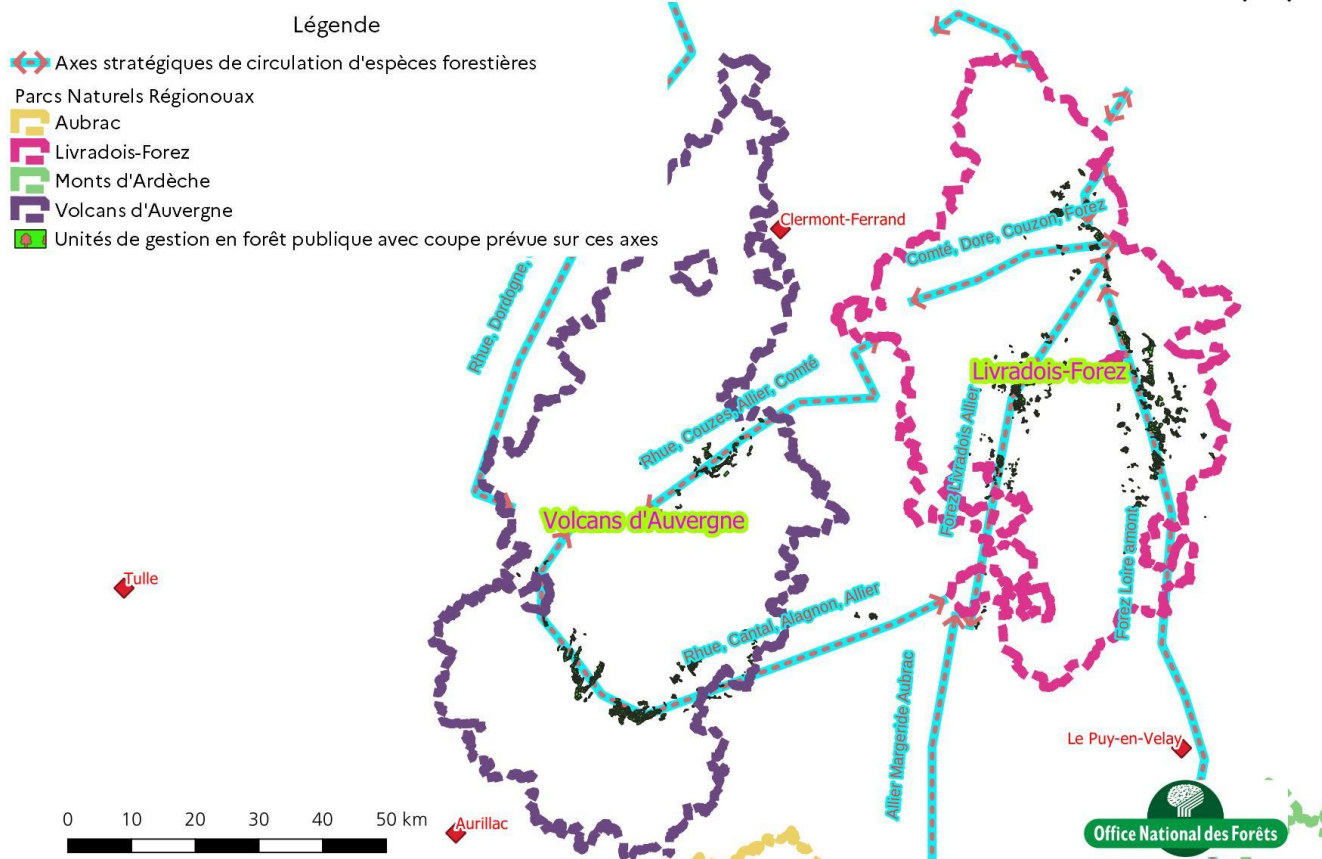 Légende
Axes stratégiques de circulation d'espèces forestières
Parcs Naturels Régionouax
Aubrac
Livradois-Forez
Monts d'Ardèche
Volcans d'Auvergne
Unités de gestion en forêt publique avec coupe prévue sur ces axes
Clermont-Ferrand
Comté, Dore, Couzon, Forez
Rhue, Dordogne,
Livradois-Forez
Rhue, Couzes, Allier, Comté
Forez Livradois Allier
Volcans d'Auvergne
Forez Loire amont
Tulle
Rhue, Cantal, Alagnon, Allier
Allier Margeride Aubrac
Le Puy-en-Velay
Aurillac
0 10 20 30 40 50 km
Office National des Forêts